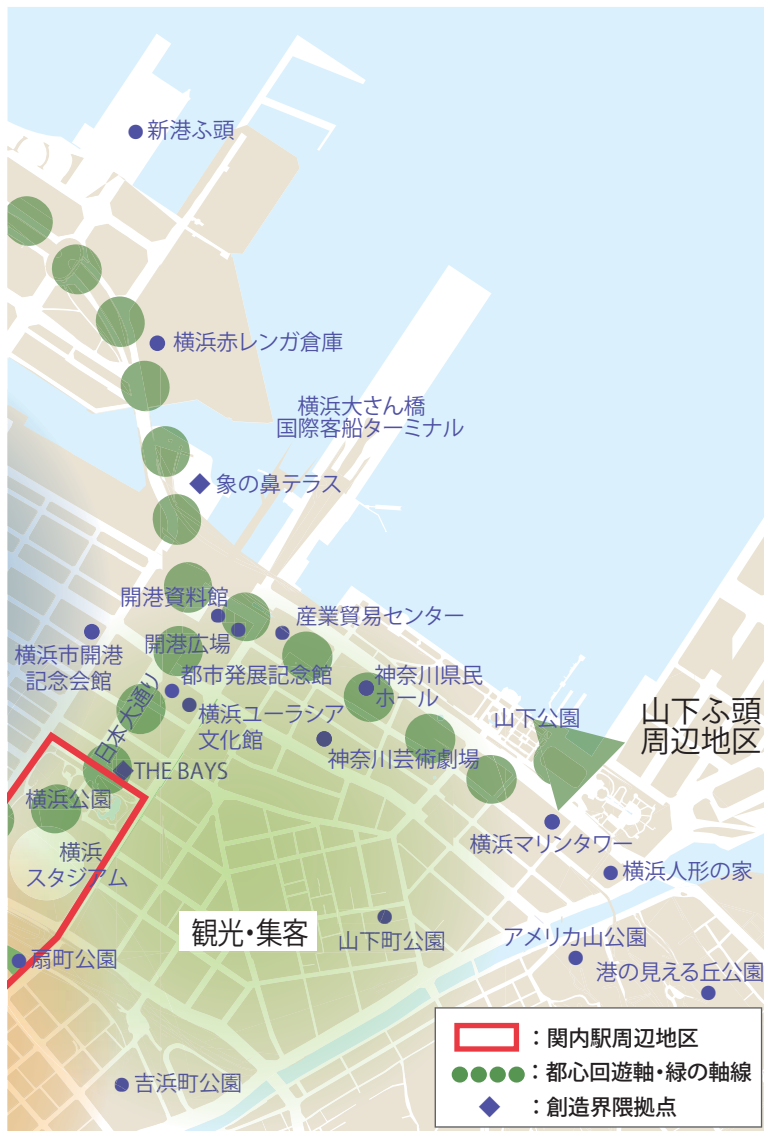 新港ふ頭
横浜赤レンガ倉庫
横浜大さん橋
国際客船ターミナル
象の鼻テラス
開港資料館
産業貿易センター
開港広場
横浜市開港
記念会館
都市発展記念館
神奈川県民
ホール
日本大通り
横浜ユーラシア
文化館
山下公園
山下ふ頭
周辺地区
神奈川芸術劇場
THE BAYS
横浜公園
横浜マリンタワー
横浜
スタジアム
横浜人形の家
観光・集客
山下町公園
アメリカ山公園
扇町公園
港の見える丘公園
吉浜町公園
：関内駅周辺地区
：都心回遊軸・緑の軸線
：創造界隈拠点